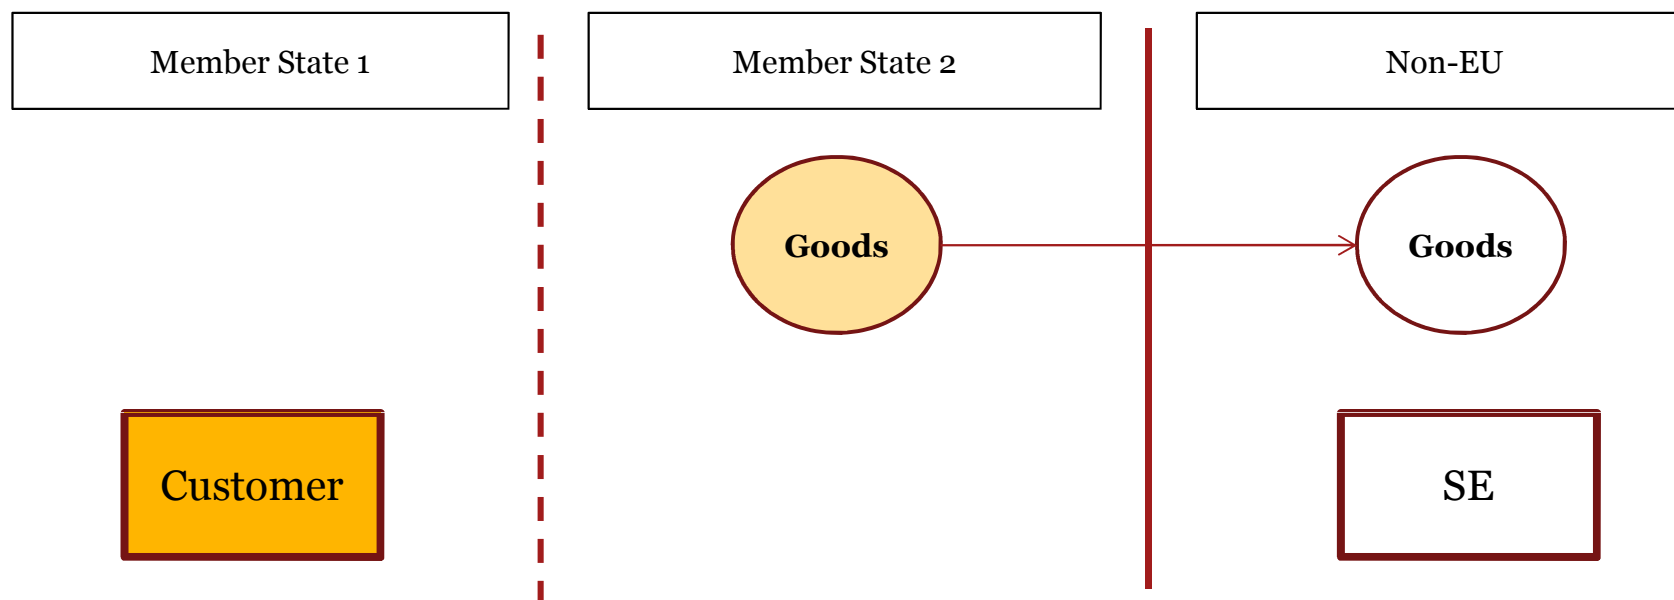 Member State 1
Member State 2
Non-EU
Goods
Goods
Customer
SE